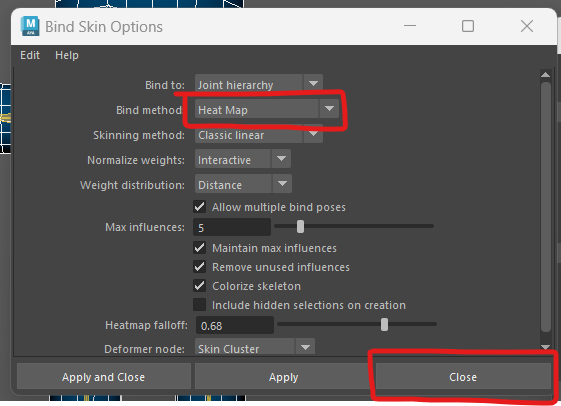 M
AYA
Bind Skin Options
Edit Help
Bind to: Joint hierarchy
Bind method: Heat Map
Skinning method: Classic linear
Normalize weights: Interactive
Weight distribution: Distance
Allow multiple bind poses
Max influences: 5
Maintain max influences
Remove unused influences
Colorize skeleton
Include hidden selections on creation
Heatmap falloff: 0.68
Deformer node: Skin Cluster
Apply and Close Apply Close